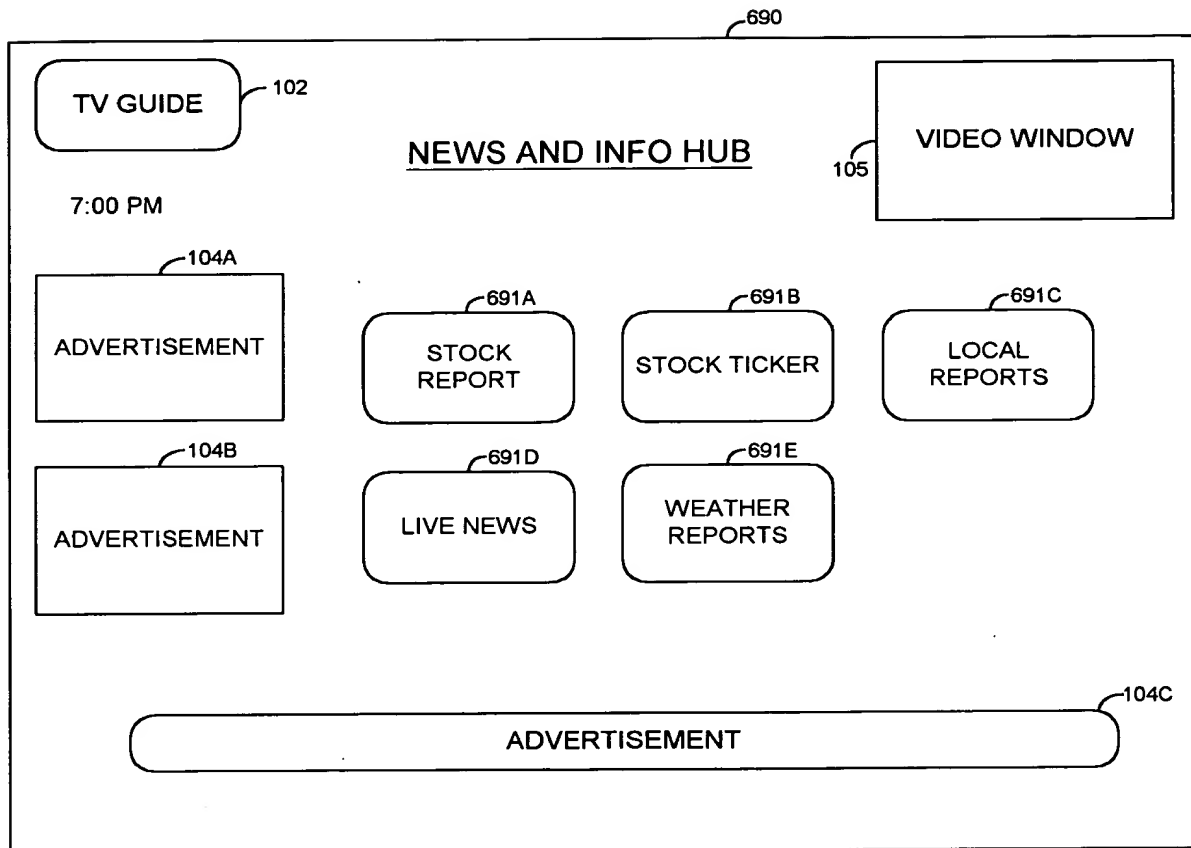 690
TV GUIDE
102
NEWS AND INFO HUB
VIDEO WINDOW
105
7:00 PM
104A
ADVERTISEMENT
691A
STOCK
REPORT
691B
STOCK TICKER
691C
LOCAL
REPORTS
104B
ADVERTISEMENT
691D
LIVE NEWS
691E
WEATHER
REPORTS
104C
ADVERTISEMENT